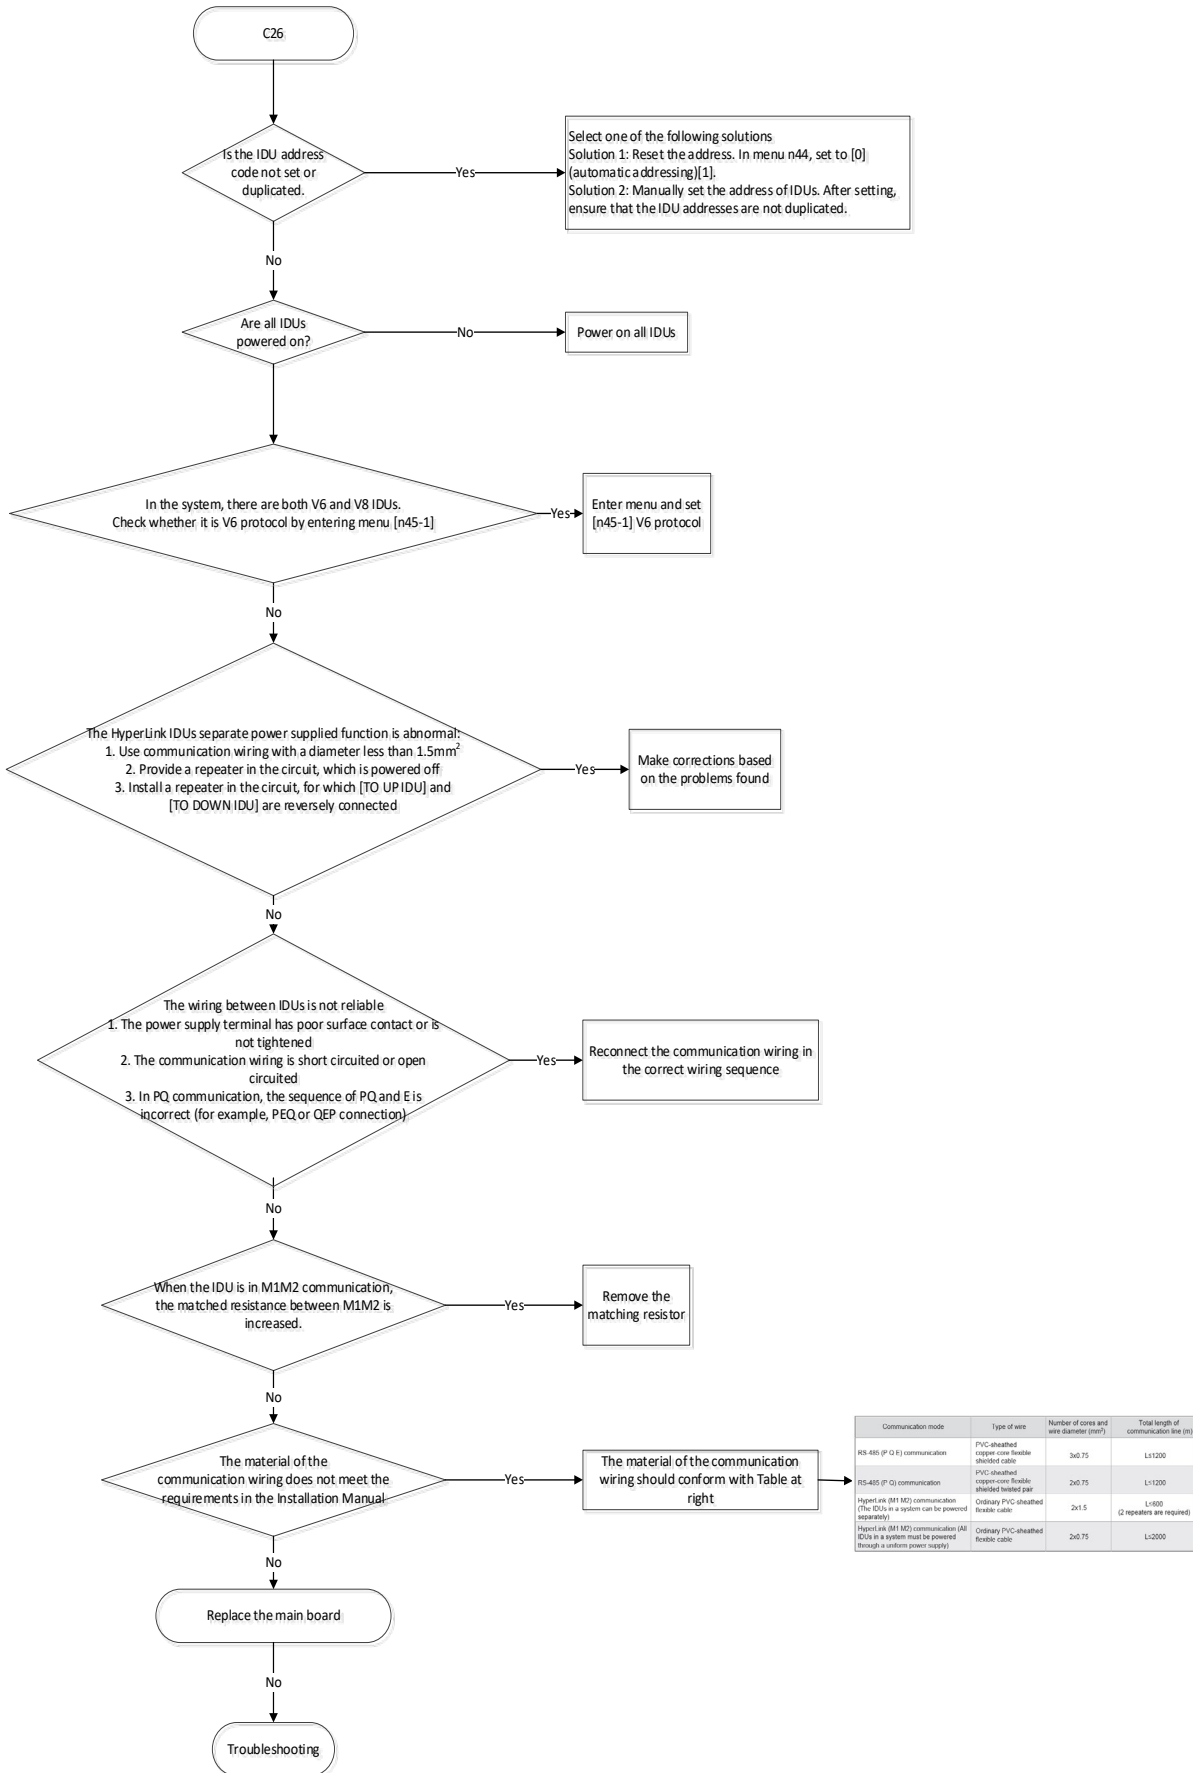 C26
Is the IDU address
code not set or
duplicated.
Yes
Select one of the following solutions
Solution 1: Reset the address. In menu n44, set to [0]
(automatic addressing)[1].
Solution 2: Manually set the address of IDUs. After setting,
ensure that the IDU addresses are not duplicated.
No
Are all IDUs
powered on?
No
Power on all IDUs
In the system, there are both V6 and V8 IDUs.
Check whether it is V6 protocol by entering menu [n45-1]
Yes
Enter menu and set
[n45-1] V6 protocol
No
The HyperLink IDUs separate power supplied function is abnormal:
1. Use communication wiring with a diameter less than 1.5mm²
2. Provide a repeater in the circuit, which is powered off
3. Install a repeater in the circuit, for which [TO UP IDU] and
[TO DOWN IDU] are reversely connected
Yes
Make corrections based
on the problems found
No
The wiring between IDUs is not reliable
1. The power supply terminal has poor surface contact or is
not tightened
2. The communication wiring is short circuited or open
circuited
3. In PQ communication, the sequence of PQ and E is
incorrect (for example, PEQ or QEP connection)
Yes
Reconnect the communication wiring in
the correct wiring sequence
No
When the IDU is in M1M2 communication,
the matched resistance between M1M2 is
increased.
Yes
Remove the
matching resistor
No
The material of the
communication wiring does not meet the
requirements in the Installation Manual
Yes
The material of the communication
wiring should conform with Table at
right
Communication mode
Type of wire
Number of cores and
wire diameter (mm²)
Total length of
communication line (m)
RS-485 (P Q E) communication
PVC-sheathed
copper-core flexible
shielded cable
3x0.75
L≤1200
RS-485 (P Q) communication
PVC-sheathed
copper-core flexible
shielded twisted pair
2x0.75
L≤1200
HyperLink (M1 M2) communication
(The IDUs in a system can be powered
separately)
Ordinary PVC-sheathed
flexible cable
2x1.5
L≤600
(2 repeaters are required)
HyperLink (M1 M2) communication (All
IDUs in a system must be powered
through a uniform power supply)
Ordinary PVC-sheathed
flexible cable
2x0.75
L≤2000
No
Replace the main board
No
Troubleshooting